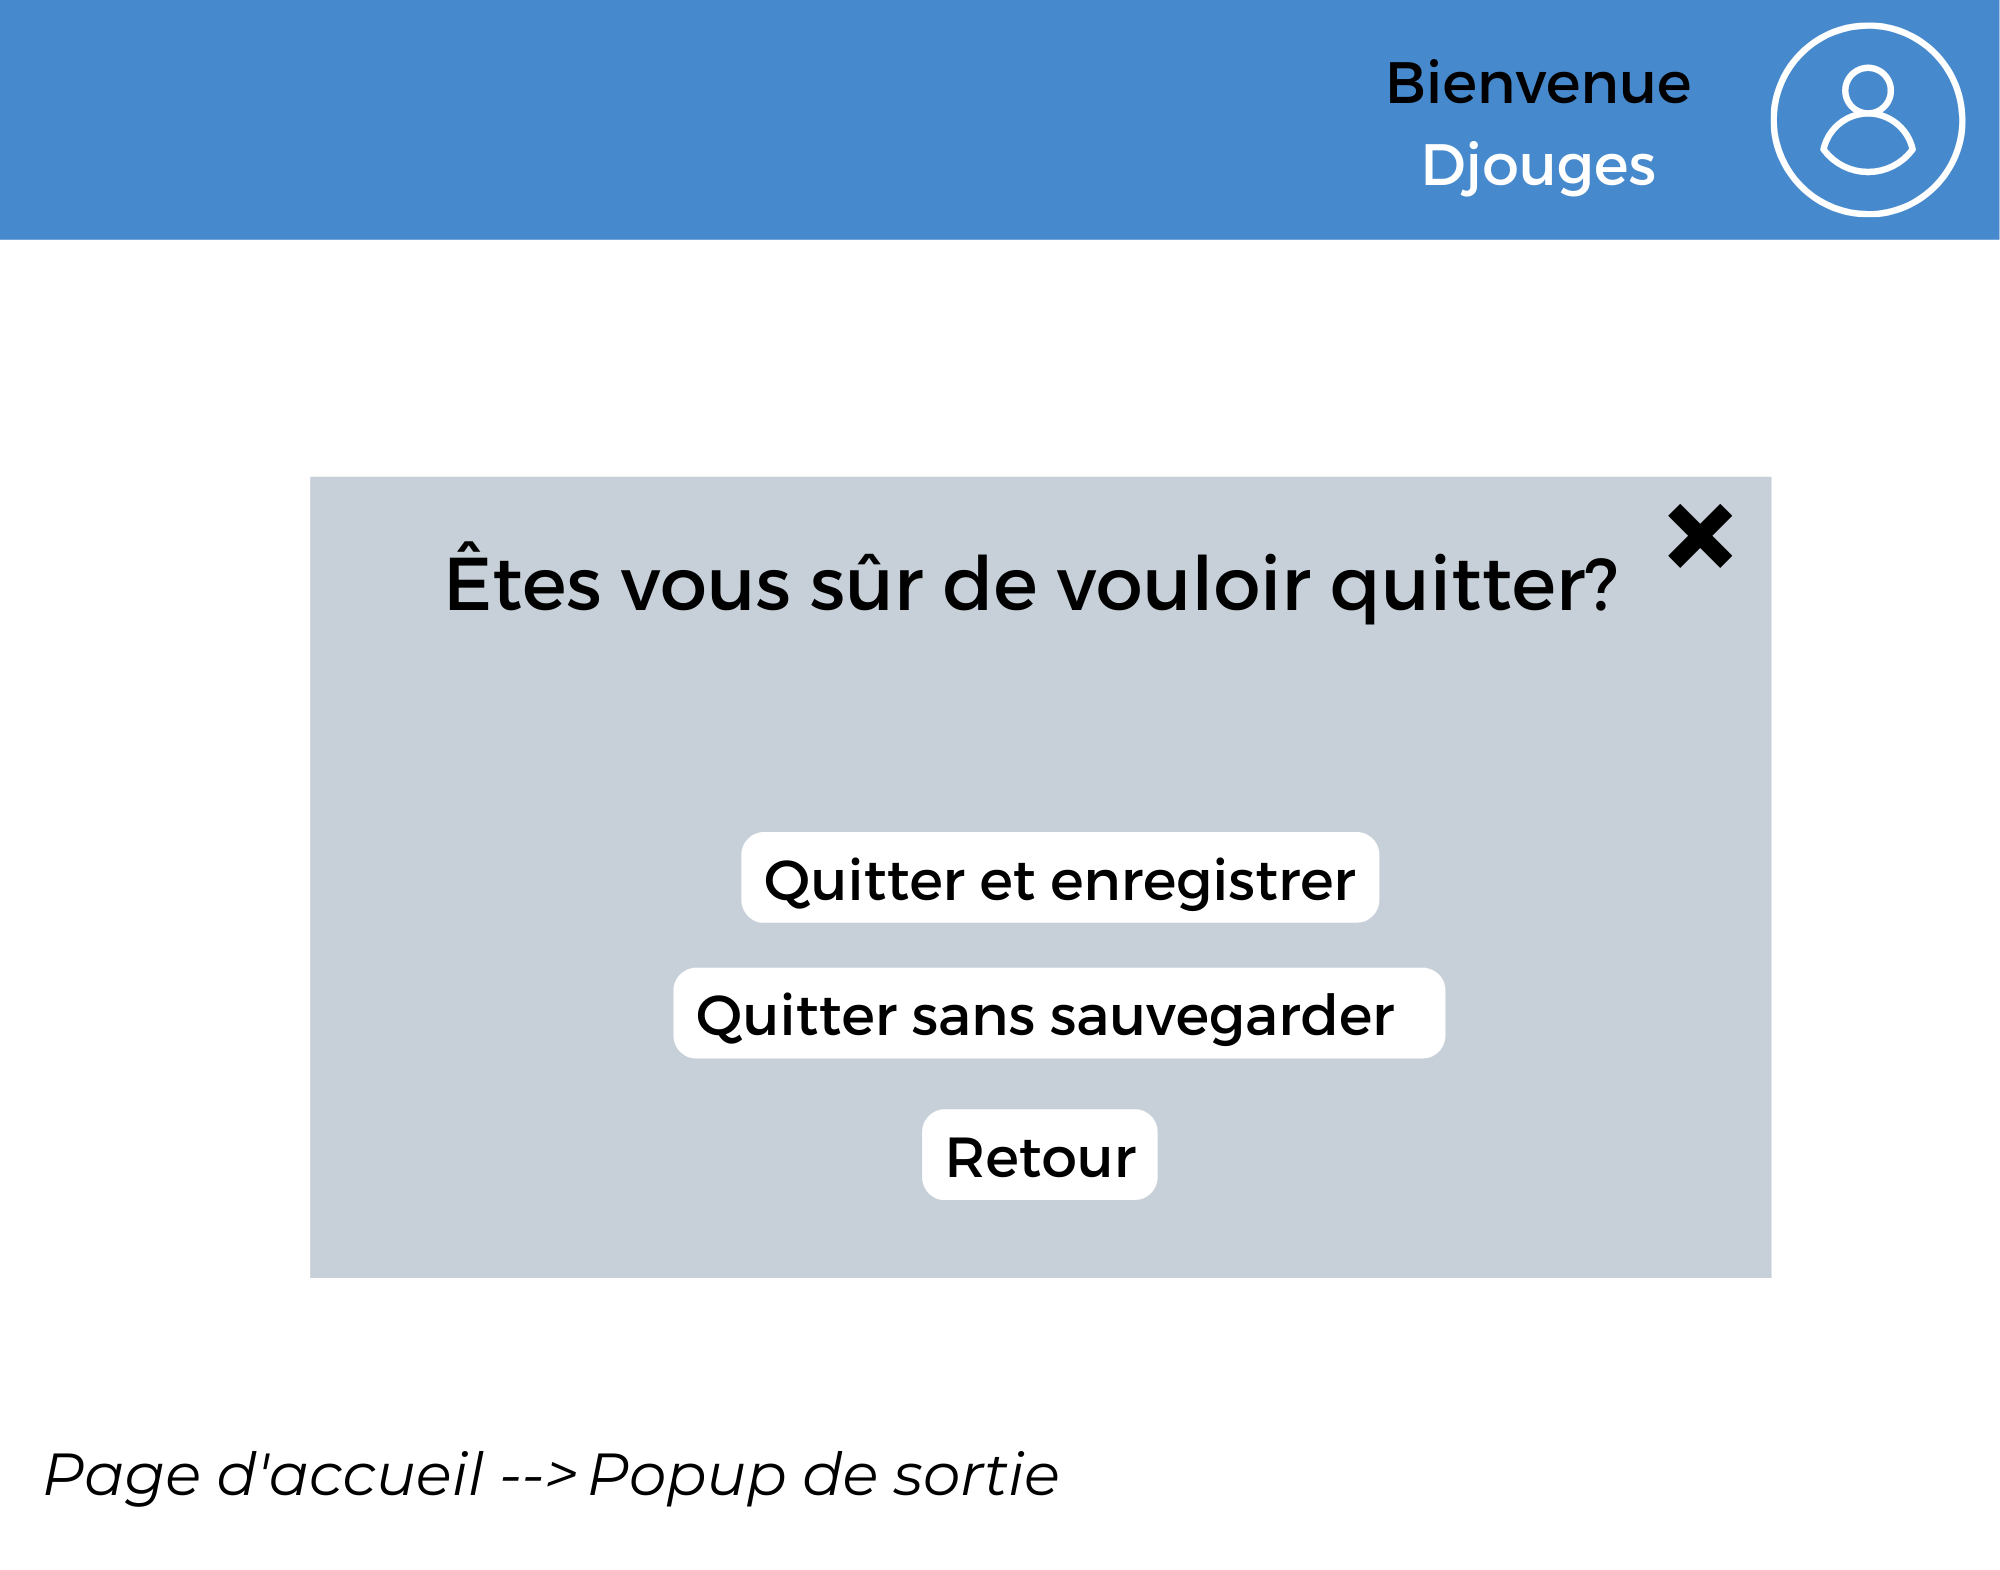 Bienvenue
Djouges
Êtes vous sûr de vouloir quitter?
Quitter et enregistrer
Quitter sans sauvegarder
Retour
Page d'accueil --> Popup de sortie